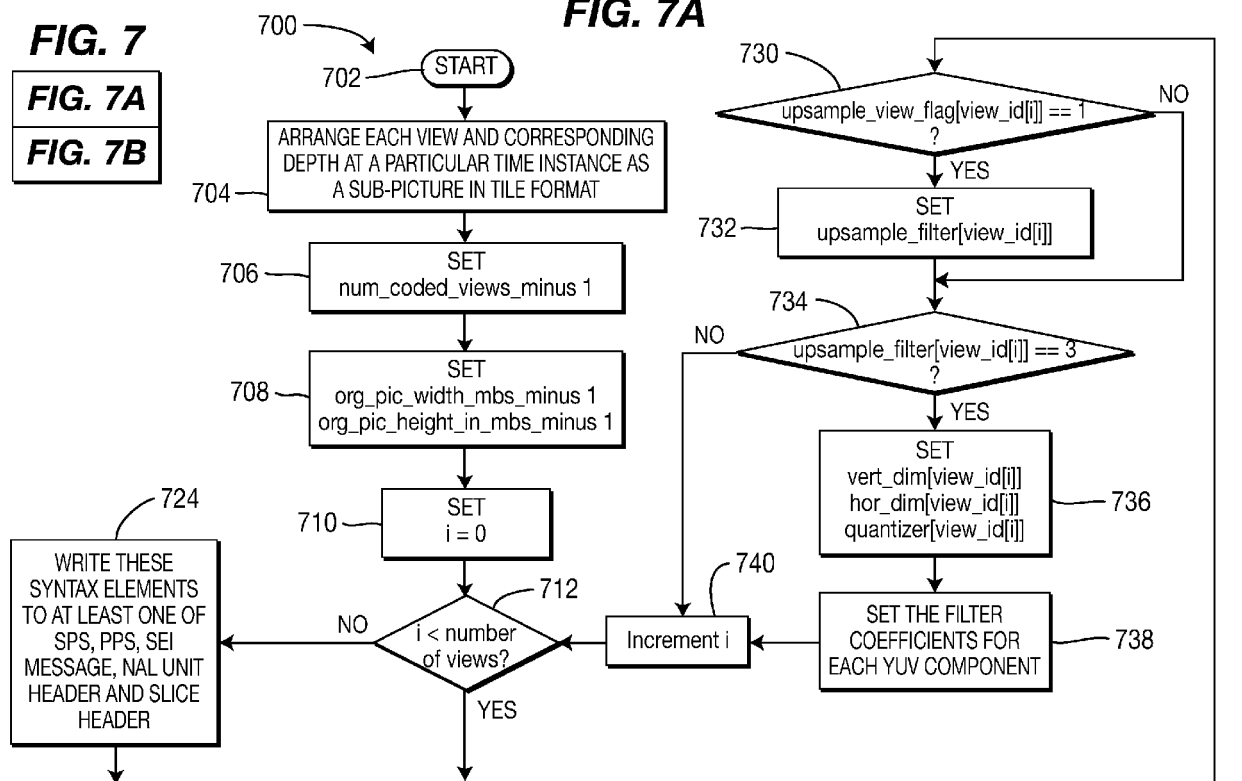 FIG. 7
FIG. 7A
FIG. 7B
FIG. 7A
700
702
START
704
ARRANGE EACH VIEW AND CORRESPONDING
DEPTH AT A PARTICULAR TIME INSTANCE AS
A SUB-PICTURE IN TILE FORMAT
706
SET
num_coded_views_minus 1
708
SET
org_pic_width_mbs_minus 1
org_pic_height_in_mbs_minus 1
710
SET
i = 0
712
i < number
of views?
NO
YES
724
WRITE THESE
SYNTAX ELEMENTS
TO AT LEAST ONE OF
SPS, PPS, SEI
MESSAGE, NAL UNIT
HEADER AND SLICE
HEADER
730
upsample_view_flag[view_id[i]] == 1
?
NO
YES
732
SET
upsample_filter[view_id[i]]
734
upsample_filter[view_id[i]] == 3
?
NO
YES
736
SET
vert_dim[view_id[i]]
hor_dim[view_id[i]]
quantizer[view_id[i]]
738
SET THE FILTER
COEFFICIENTS FOR
EACH YUV COMPONENT
740
Increment i